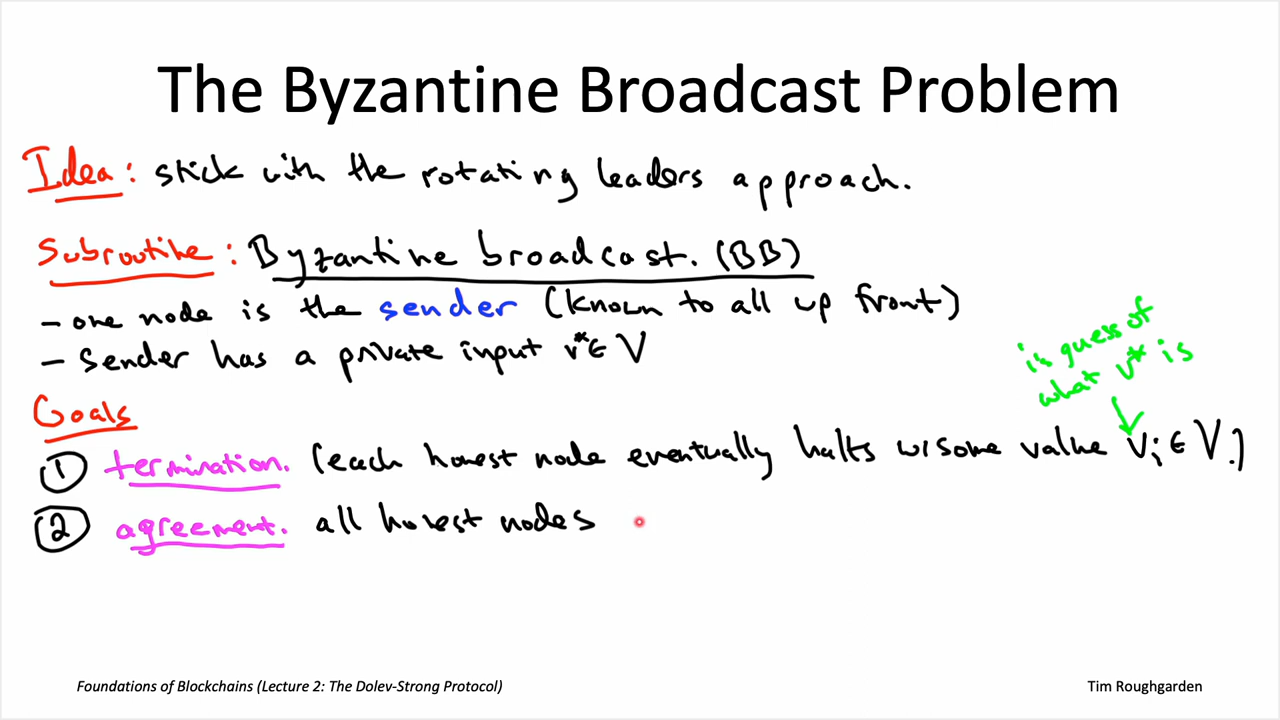 The Byzantine Broadcast Problem
Idea: stick with the rotating leaders approach.
Subroutine: Byzantine broadcast. (BB)
- one node is the sender (known to all up front)
- sender has a private input v* ∈ V
is guess of
what v* is
Goals
① termination. (each honest node eventually halts w/some value vi ∈ V.)
② agreement. all honest nodes
Foundations of Blockchains (Lecture 2: The Dolev-Strong Protocol)
Tim Roughgarden